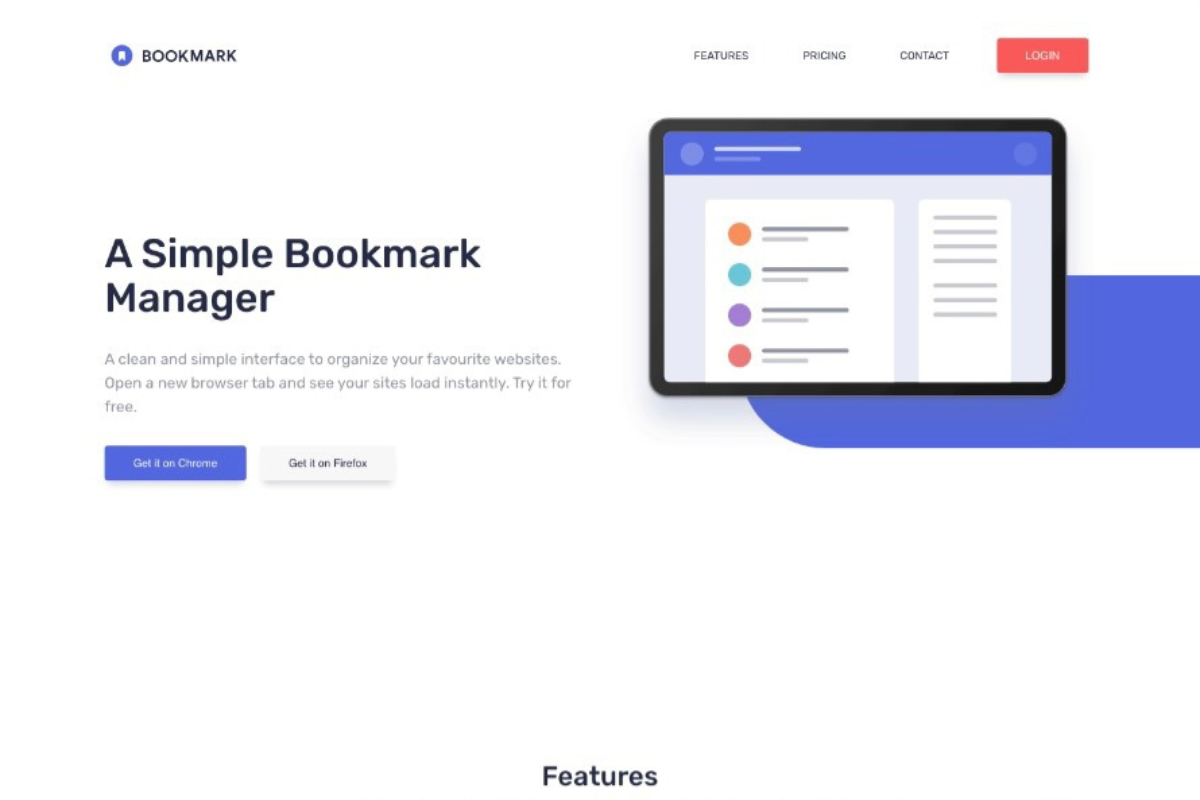 BOOKMARK
FEATURES
PRICING
CONTACT
LOGIN
A Simple Bookmark
Manager
A clean and simple interface to organize your favourite websites.
Open a new browser tab and see your sites load instantly. Try it for
free.
Get it on Chrome
Get it on Firefox
Features